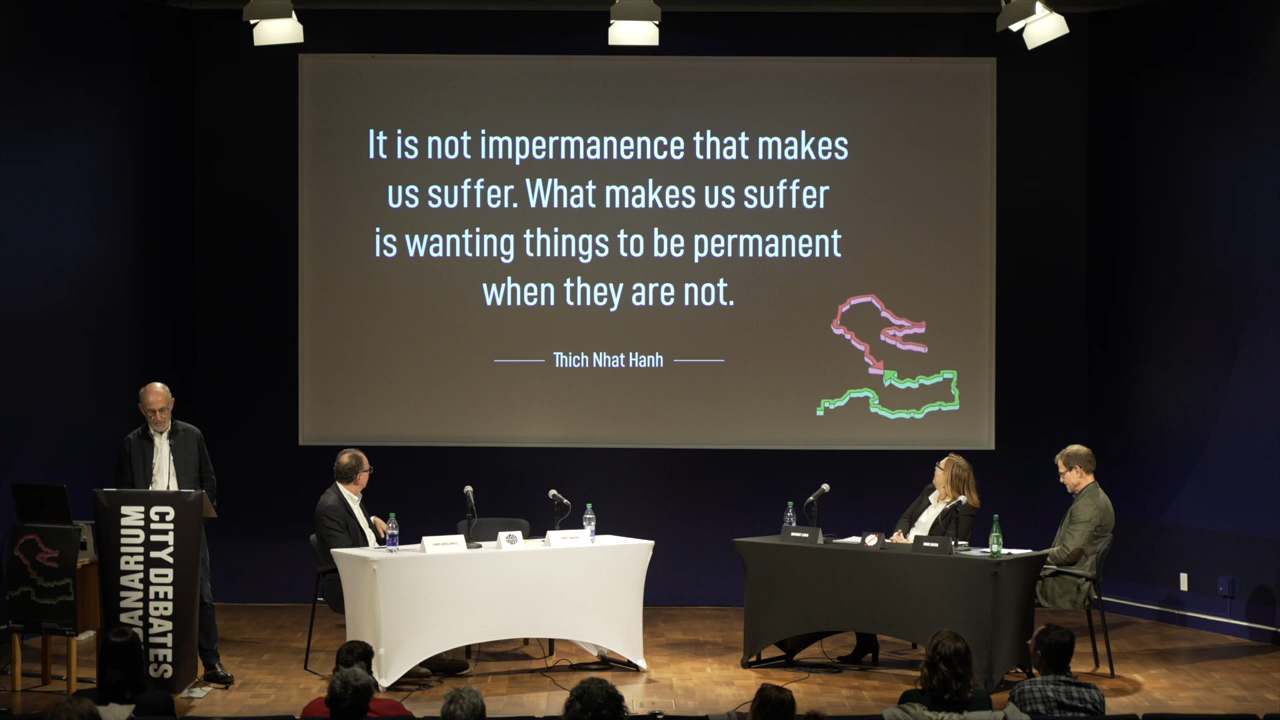 It is not impermanence that makes
us suffer. What makes us suffer
is wanting things to be permanent
when they are not.
Thich Nhat Hanh
CITY DEBATES